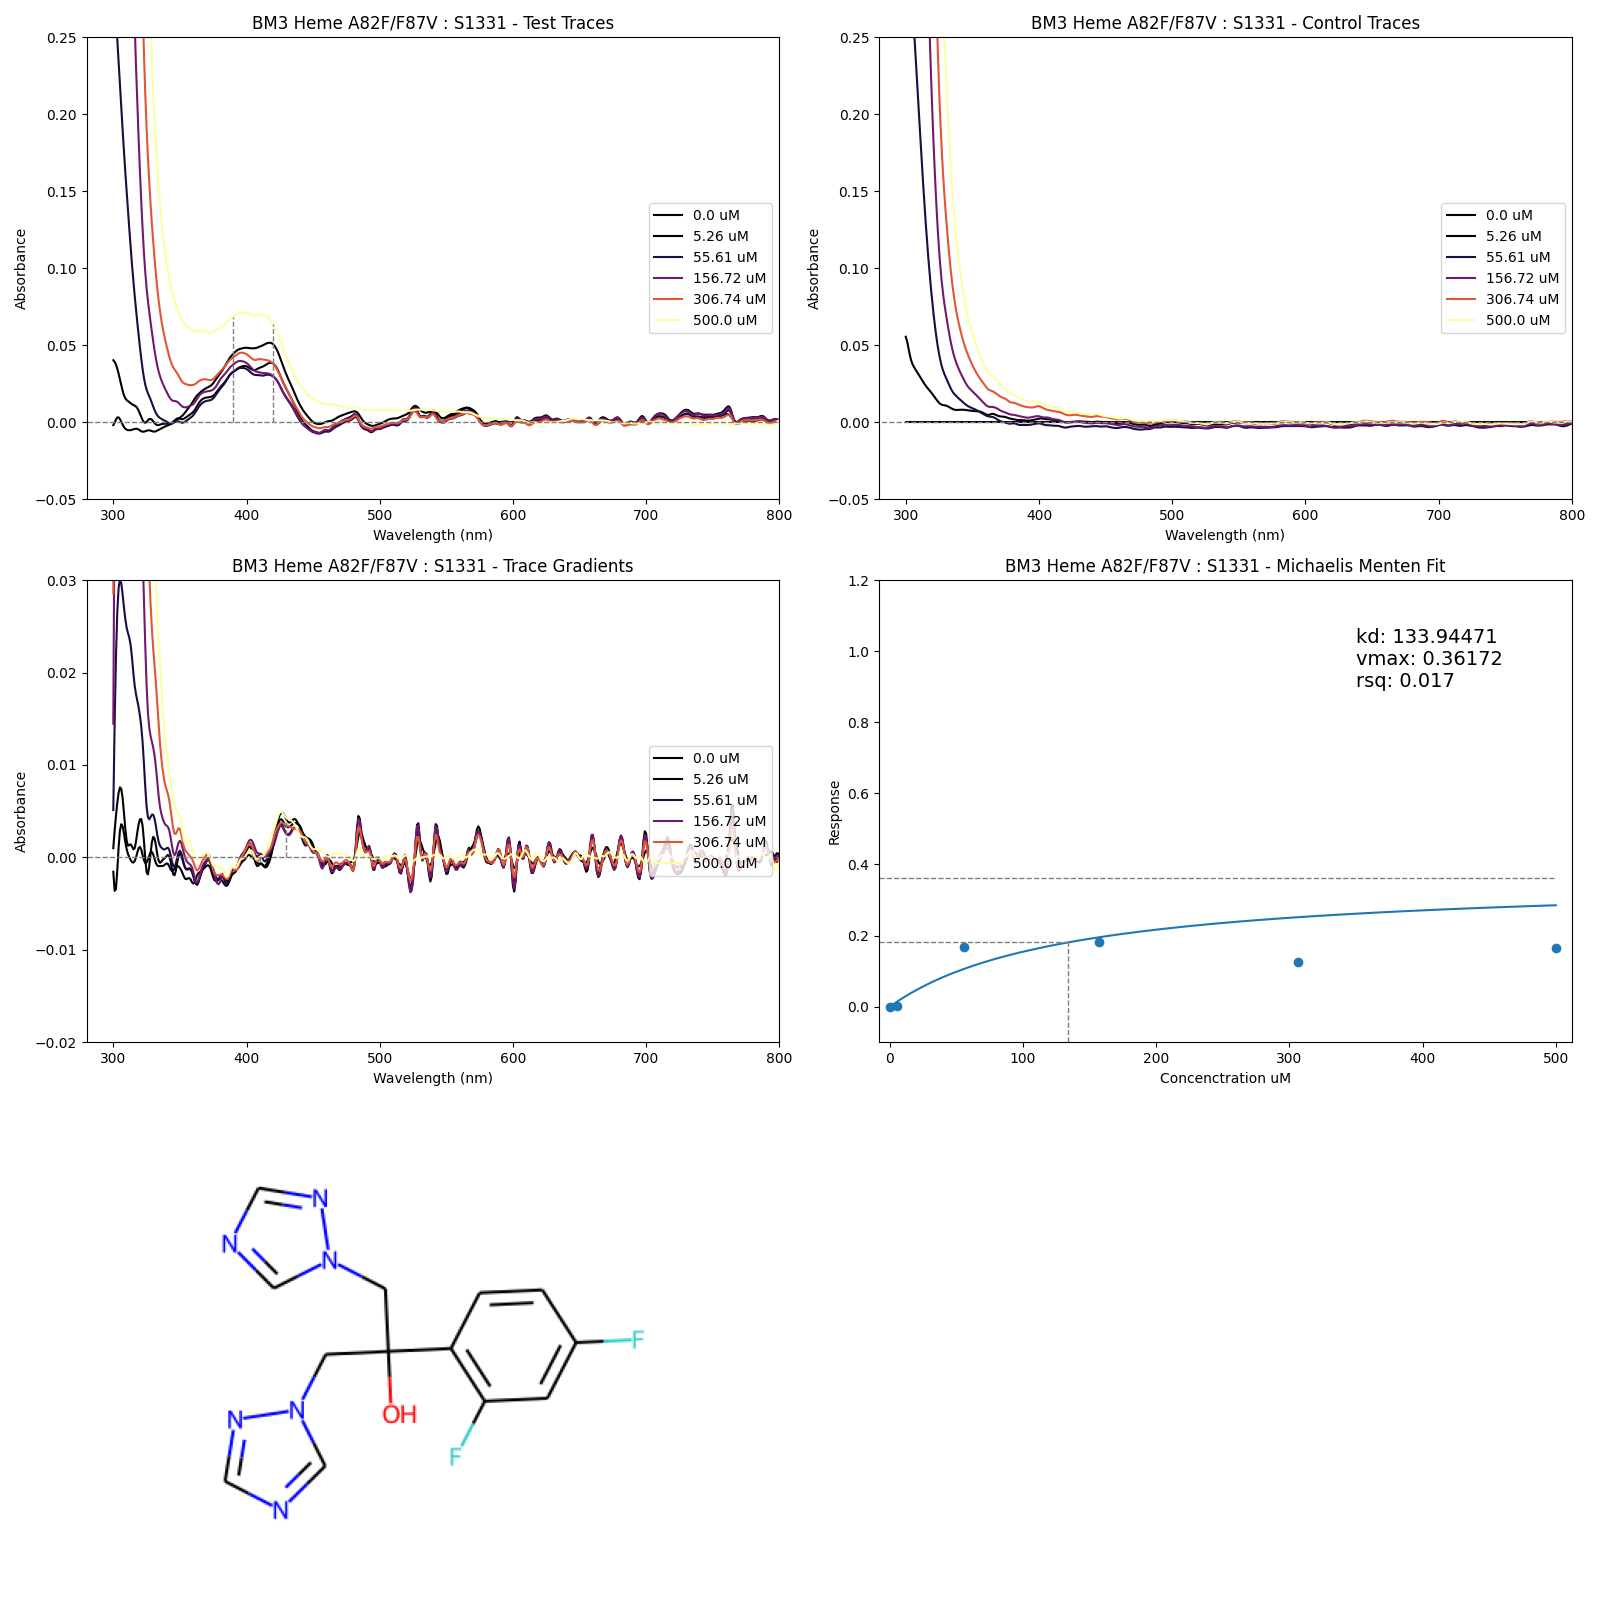 BM3 Heme A82F/F87V : S1331 - Test Traces
0.25
0.20
0.15
0.10
0.05
0.00
−0.05
Absorbance
300 400 500 600 700 800
Wavelength (nm)
0.0 uM
5.26 uM
55.61 uM
156.72 uM
306.74 uM
500.0 uM
BM3 Heme A82F/F87V : S1331 - Control Traces
0.25
0.20
0.15
0.10
0.05
0.00
−0.05
Absorbance
300 400 500 600 700 800
Wavelength (nm)
0.0 uM
5.26 uM
55.61 uM
156.72 uM
306.74 uM
500.0 uM
BM3 Heme A82F/F87V : S1331 - Trace Gradients
0.03
0.02
0.01
0.00
−0.01
−0.02
Absorbance
300 400 500 600 700 800
Wavelength (nm)
0.0 uM
5.26 uM
55.61 uM
156.72 uM
306.74 uM
500.0 uM
BM3 Heme A82F/F87V : S1331 - Michaelis Menten Fit
1.2
1.0
0.8
0.6
0.4
0.2
0.0
Response
kd: 133.94471
vmax: 0.36172
rsq: 0.017
0 100 200 300 400 500
Concenctration uM
N
N
N
F
N
N
OH
F
N